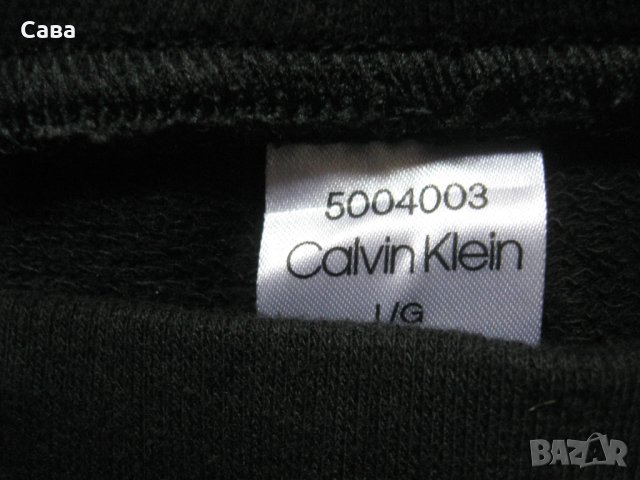 Сава
5004003
Calvin Klein
L/G
BAZAR